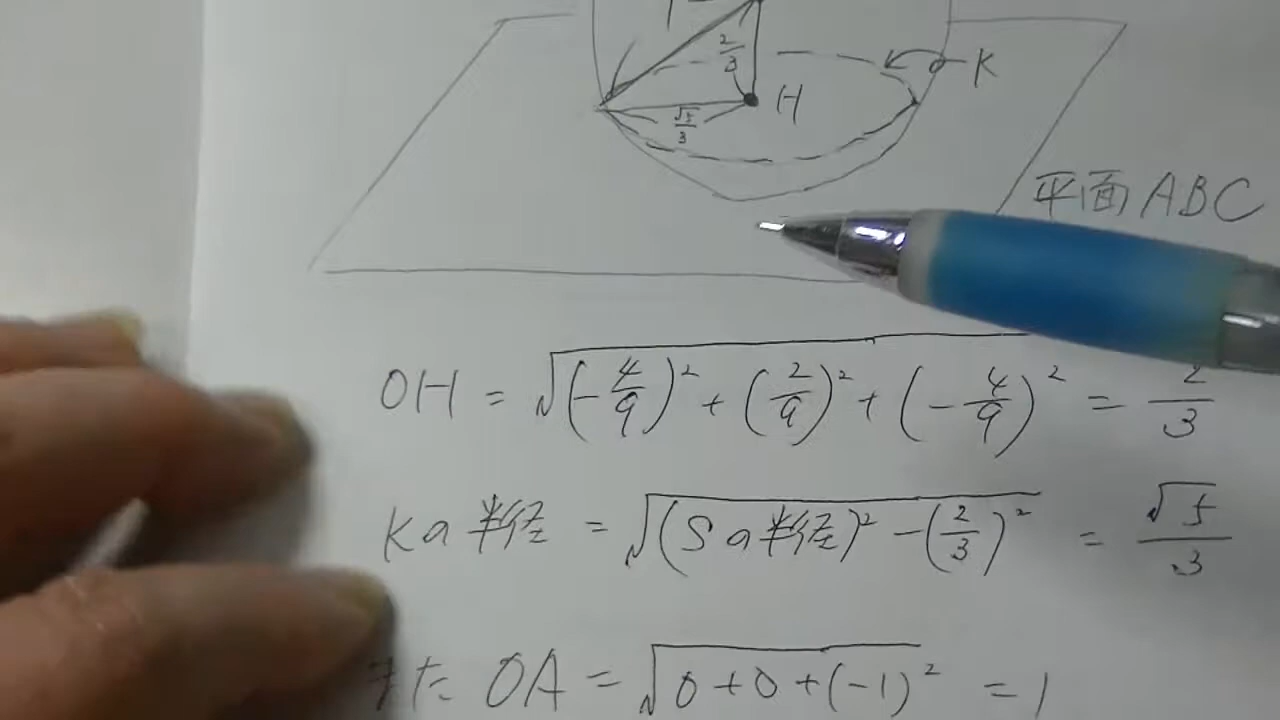 2/3
K
√5/3
H
平面ABC
OH = √((-4/9)² + (2/9)² + (-4/9)²) = 2/3
Kの半径 = √((Sの半径)² - (2/3)²) = √5/3
また OA = √(0+0+(-1)²) = 1